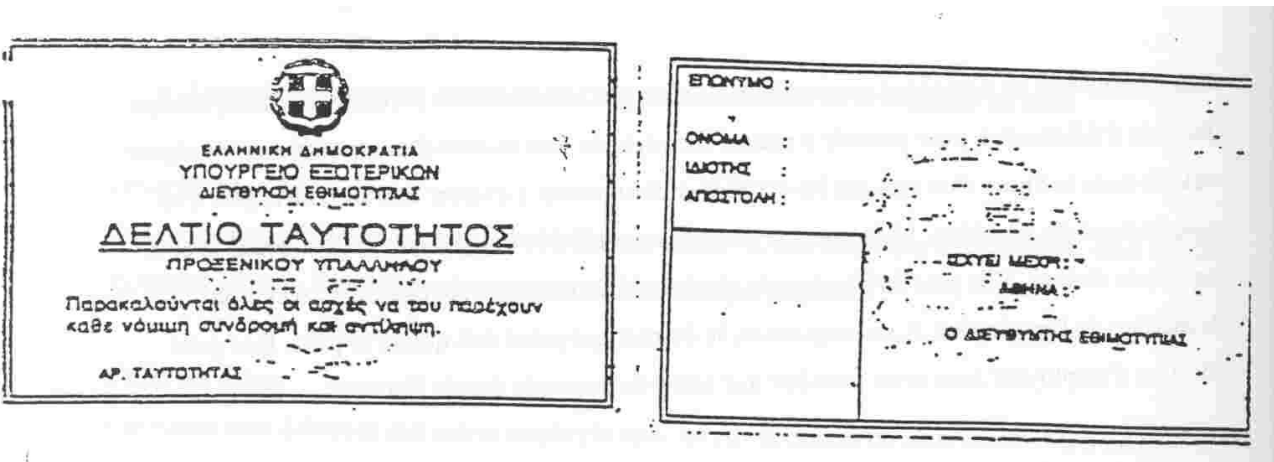 ΕΛΛΗΝΙΚΗ ΔΗΜΟΚΡΑΤΙΑ
ΥΠΟΥΡΓΕΙΟ ΕΞΩΤΕΡΙΚΩΝ
ΔΙΕΥΘΥΝΣΗ ΕΘΙΜΟΤΥΠΙΑΣ
ΔΕΛΤΙΟ ΤΑΥΤΟΤΗΤΟΣ
ΠΡΟΞΕΝΙΚΟΥ ΥΠΑΛΛΗΛΟΥ
Παρακαλούνται όλες οι αρχές να του παρέχουν
κάθε νόμιμη συνδρομή και αντίληψη.
ΑΡ. ΤΑΥΤΟΤΗΤΑΣ
ΕΠΩΝΥΜΟ :
ΟΝΟΜΑ :
ΙΔΙΟΤΗΣ :
ΑΠΟΣΤΟΛΗ :
ΙΣΧΥΕΙ ΜΕΧΡΙ :
ΑΘΗΝΑ :
Ο ΔΙΕΥΘΥΝΤΗΣ ΕΘΙΜΟΤΥΠΙΑΣ